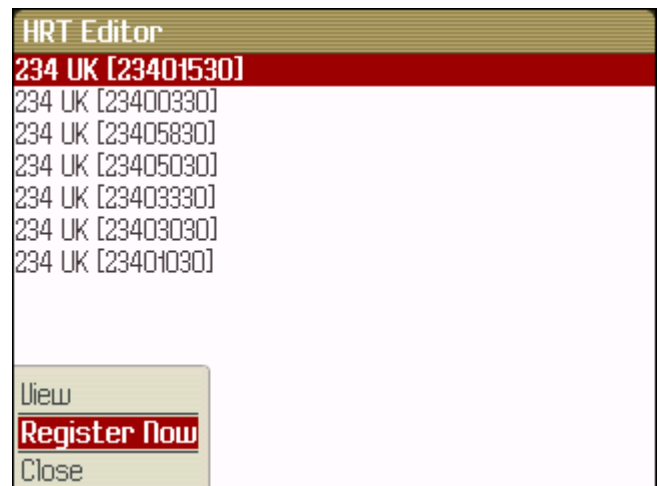 HRT Editor
234 UK [23401530]
234 UK [23400330]
234 UK [23405830]
234 UK [23405030]
234 UK [23403330]
234 UK [23403030]
234 UK [23401030]
View
Register Now
Close